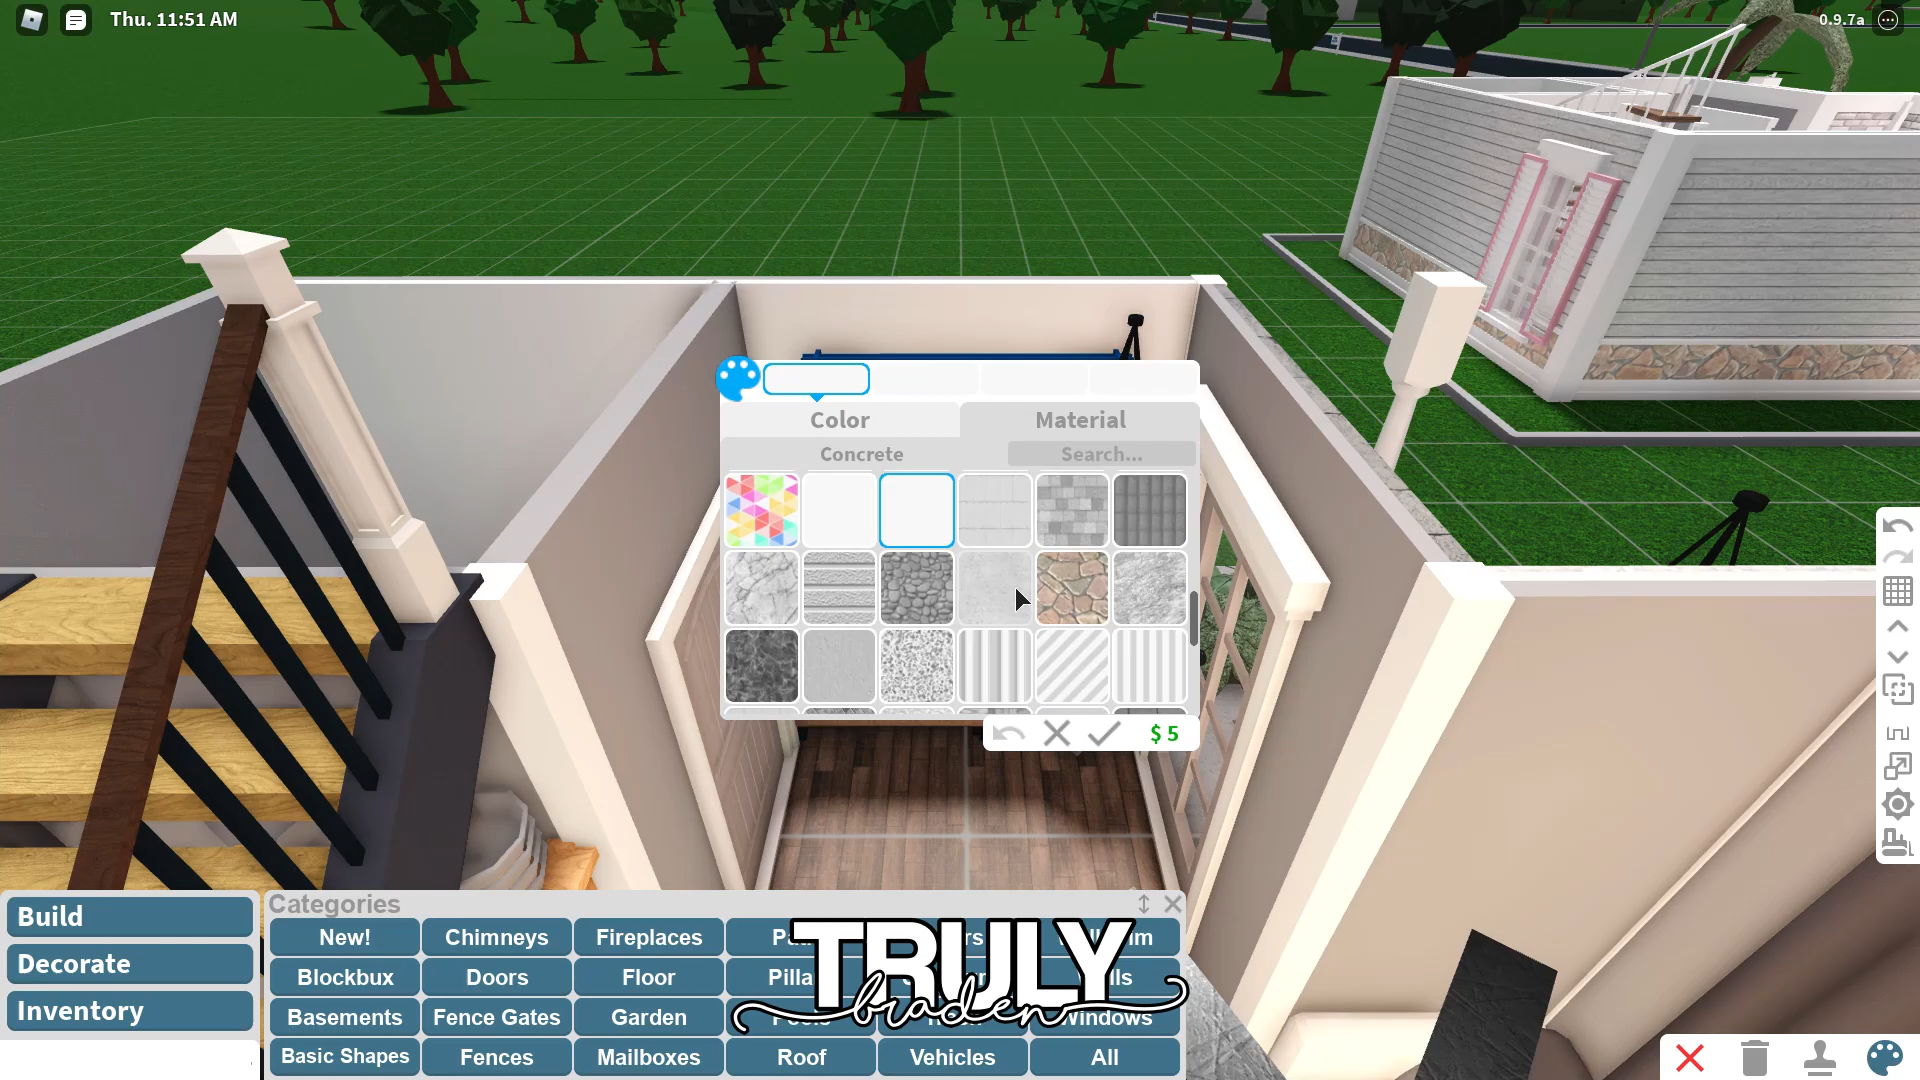 Thu. 11:51 AM
0.9.7a
Color
Material
Concrete
Search...
$ 5
Build
Decorate
Inventory
Categories
New!
Chimneys
Fireplaces
Blockbux
Doors
Floor
Basements
Fence Gates
Garden
Windows
Basic Shapes
Fences
Mailboxes
Roof
Vehicles
All
TRULY
braden